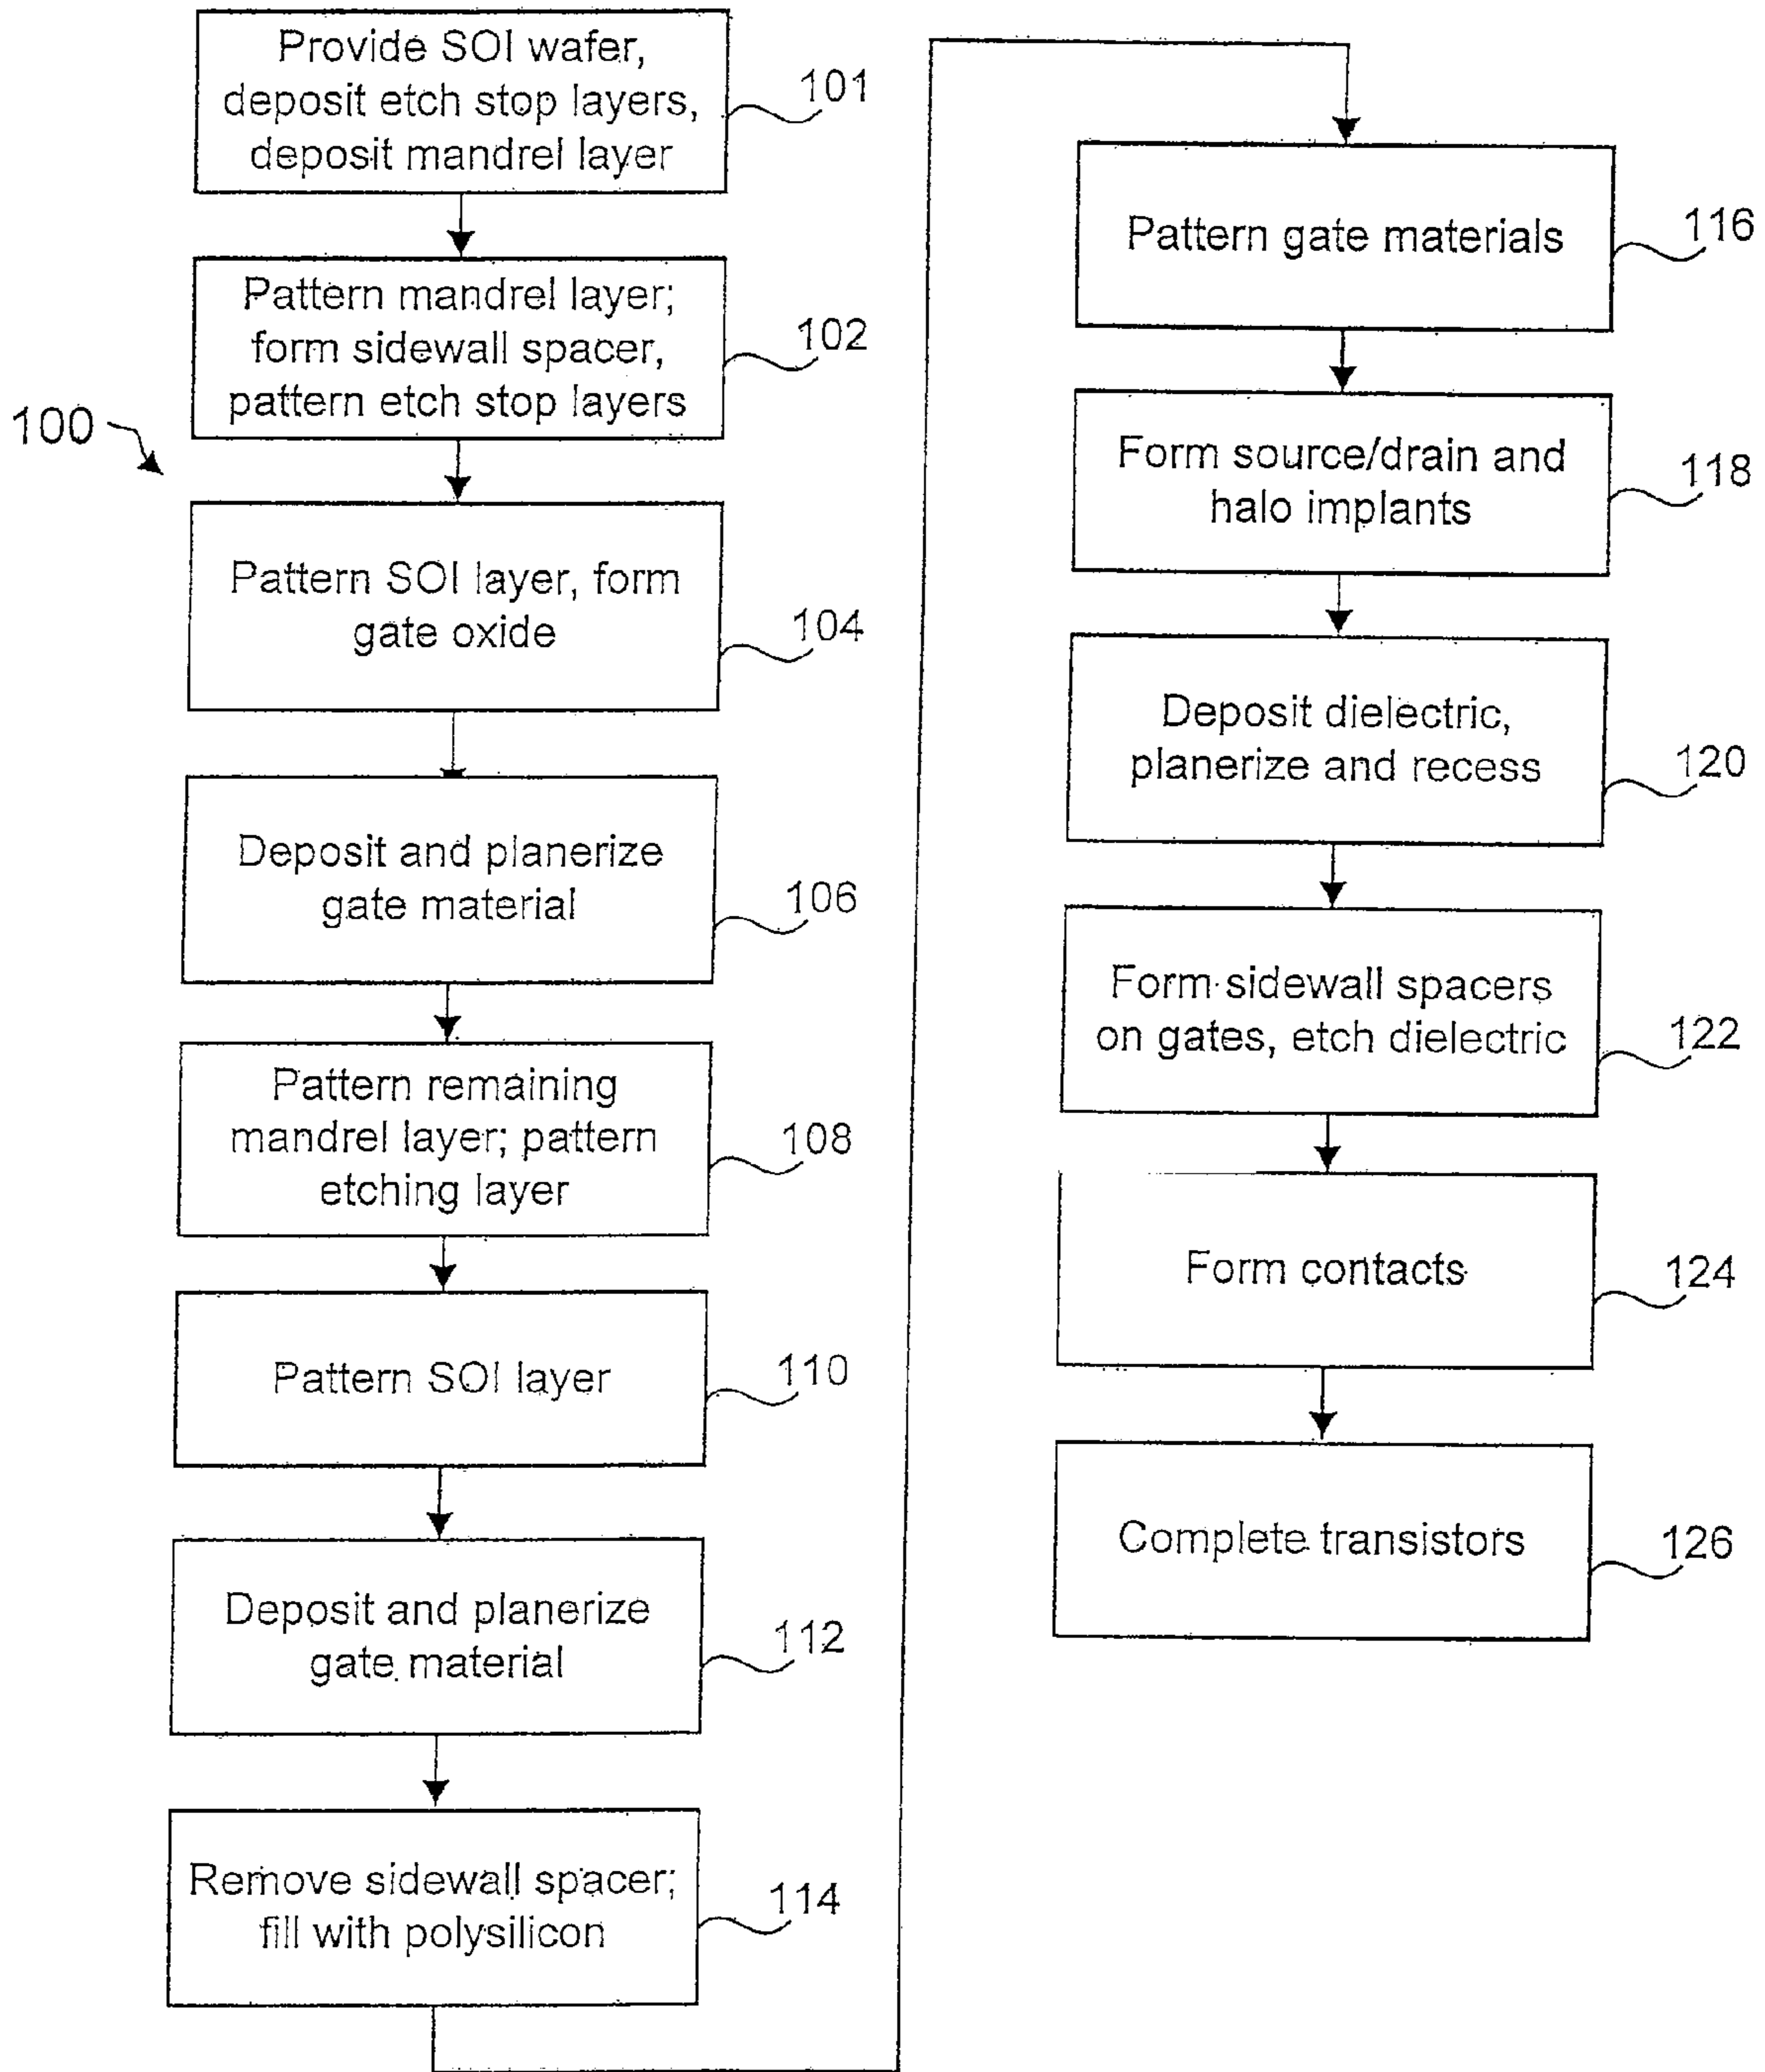 Provide SOI wafer,
deposit etch stop layers,
deposit mandrel layer
101
Pattern mandrel layer;
form sidewall spacer,
pattern etch stop layers
102
100
Pattern SOI layer, form
gate oxide
104
Deposit and planerize
gate material
106
Pattern remaining
mandrel layer; pattern
etching layer
108
Pattern SOI layer
110
Deposit and planerize
gate material
112
Remove sidewall spacer;
fill with polysilicon
114
Pattern gate materials
116
Form source/drain and
halo implants
118
Deposit dielectric,
planerize and recess
120
Form sidewall spacers
on gates, etch dielectric
122
Form contacts
124
Complete transistors
126